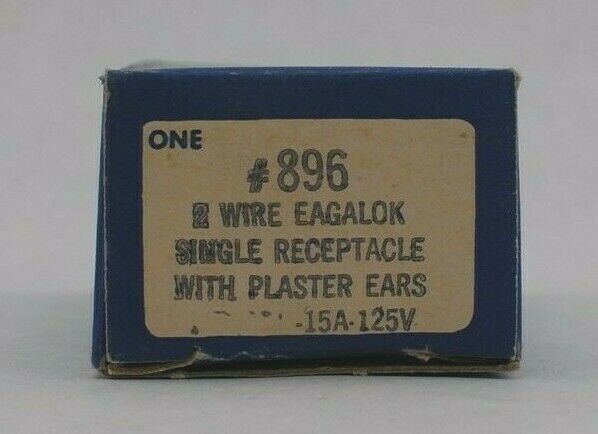 ONE
#896
2 WIRE EAGALOK
SINGLE RECEPTACLE
WITH PLASTER EARS
-15A-125V